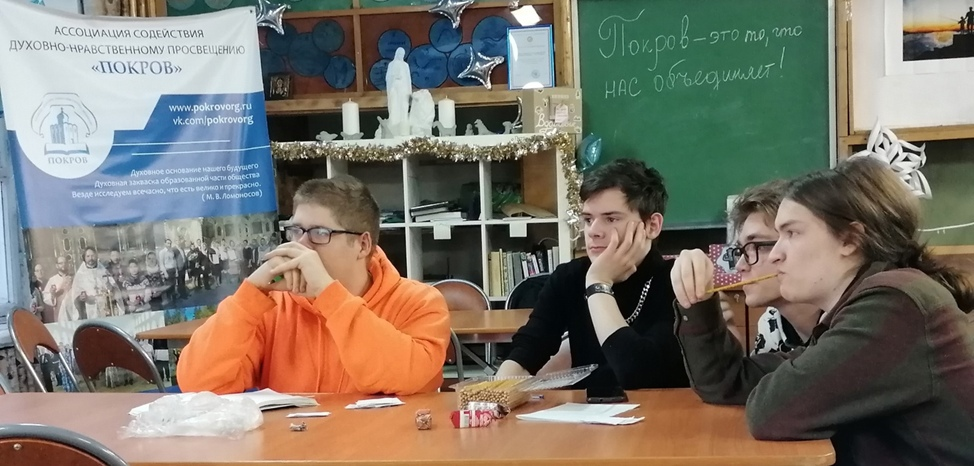 АССОЦИАЦИЯ СОДЕЙСТВИЯ
ДУХОВНО-НРАВСТВЕННОМУ ПРОСВЕЩЕНИЮ
«ПОКРОВ»
www.pokrovorg.ru
vk.com/pokrovorg
ПОКРОВ
Духовное основание нашего будущего
Духовная закваска образованной части общества
Везде исследуем всечасно, что есть велико и прекрасно.
( М. В. Ломоносов )
Покров – это то, что
нас объединяет!